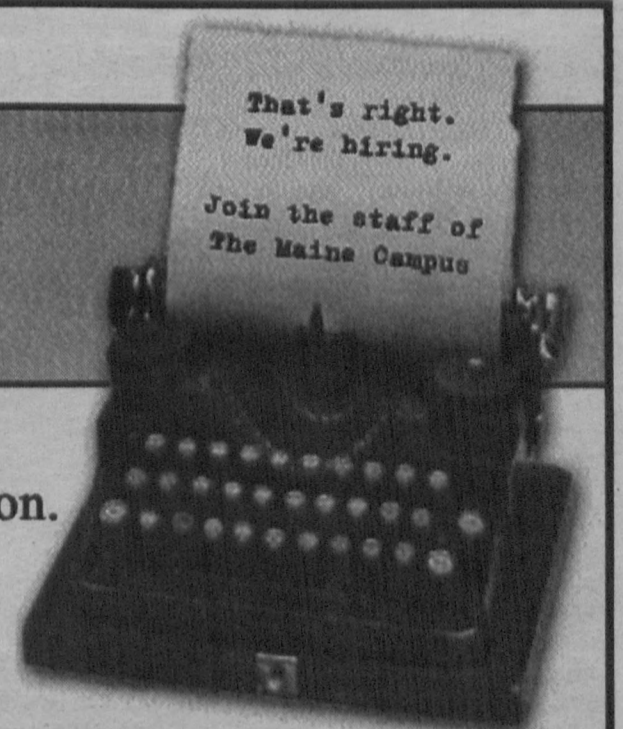 That's right.
We're hiring.
Join the staff of
The Maine Campus
on.